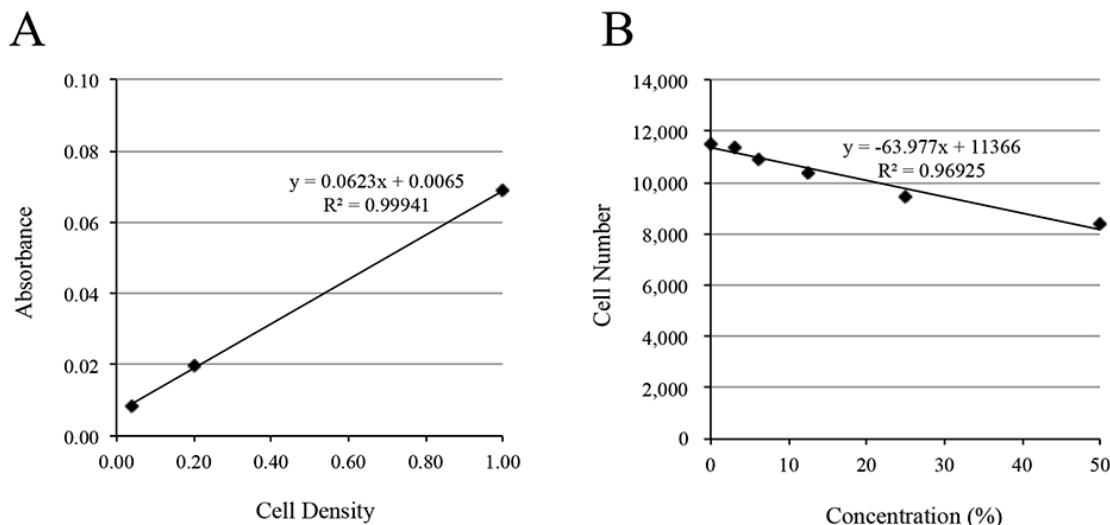 A
Absorbance
0.10
0.08
0.06
0.04
0.02
0.00
y = 0.0623x + 0.0065
R² = 0.99941
0.00 0.20 0.40 0.60 0.80 1.00
Cell Density
B
Cell Number
14,000
12,000
10,000
8,000
6,000
4,000
2,000
0
y = -63.977x + 11366
R² = 0.96925
0 10 20 30 40 50
Concentration (%)